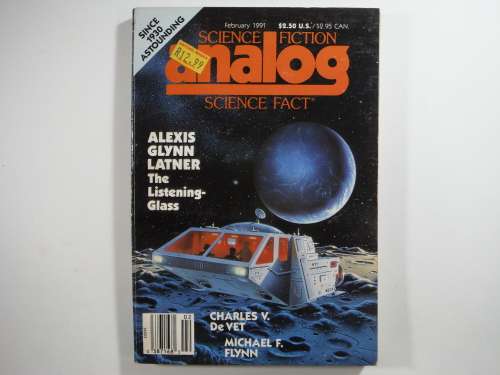 SINCE
1930
ASTOUNDING
February 1991 $2.50 U.S./$2.95 CAN.
SCIENCE FICTION
analog
R12.99
SCIENCE FACT®
ALEXIS
GLYNN
LATNER
The
Listening-
Glass
CHARLES V.
De VET
MICHAEL F.
FLYNN
02